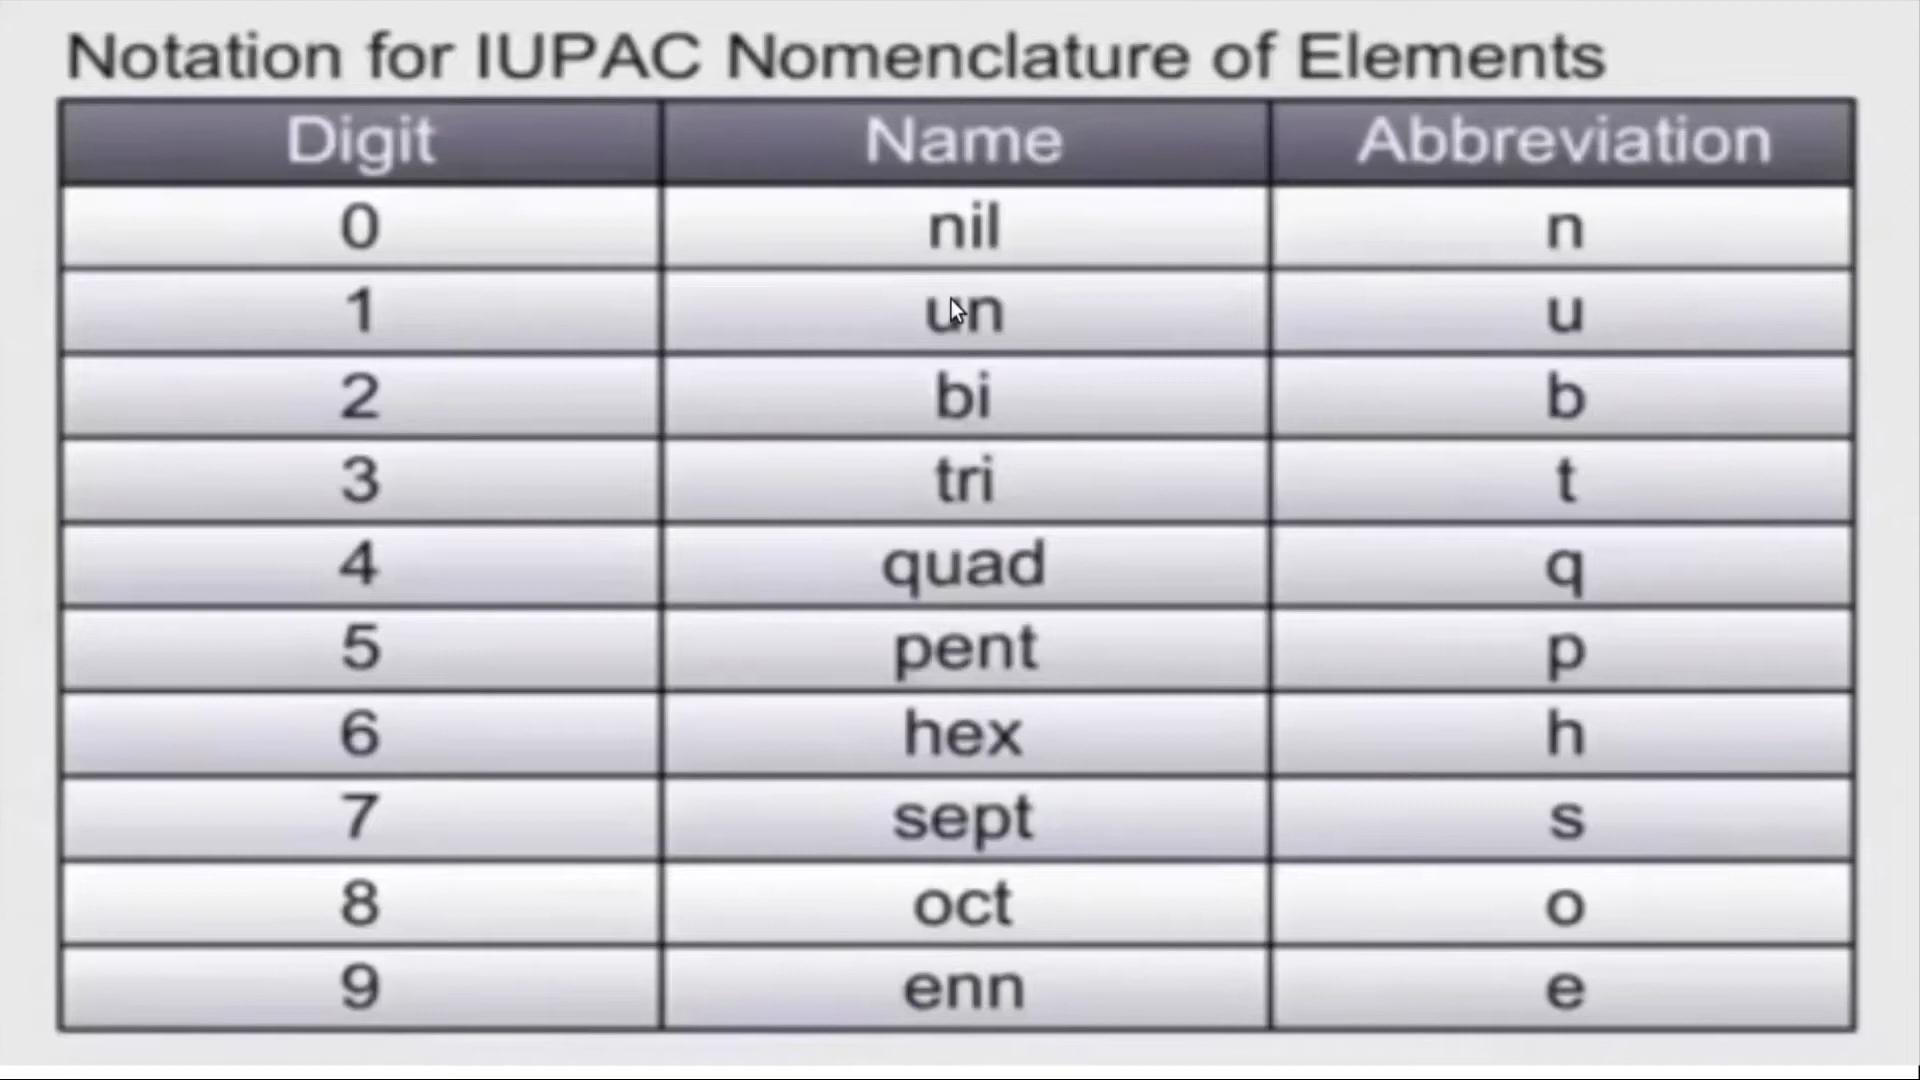 Notation for IUPAC Nomenclature of Elements
Digit Name Abbreviation
0 nil n
1 un u
2 bi b
3 tri t
4 quad q
5 pent p
6 hex h
7 sept s
8 oct o
9 enn e